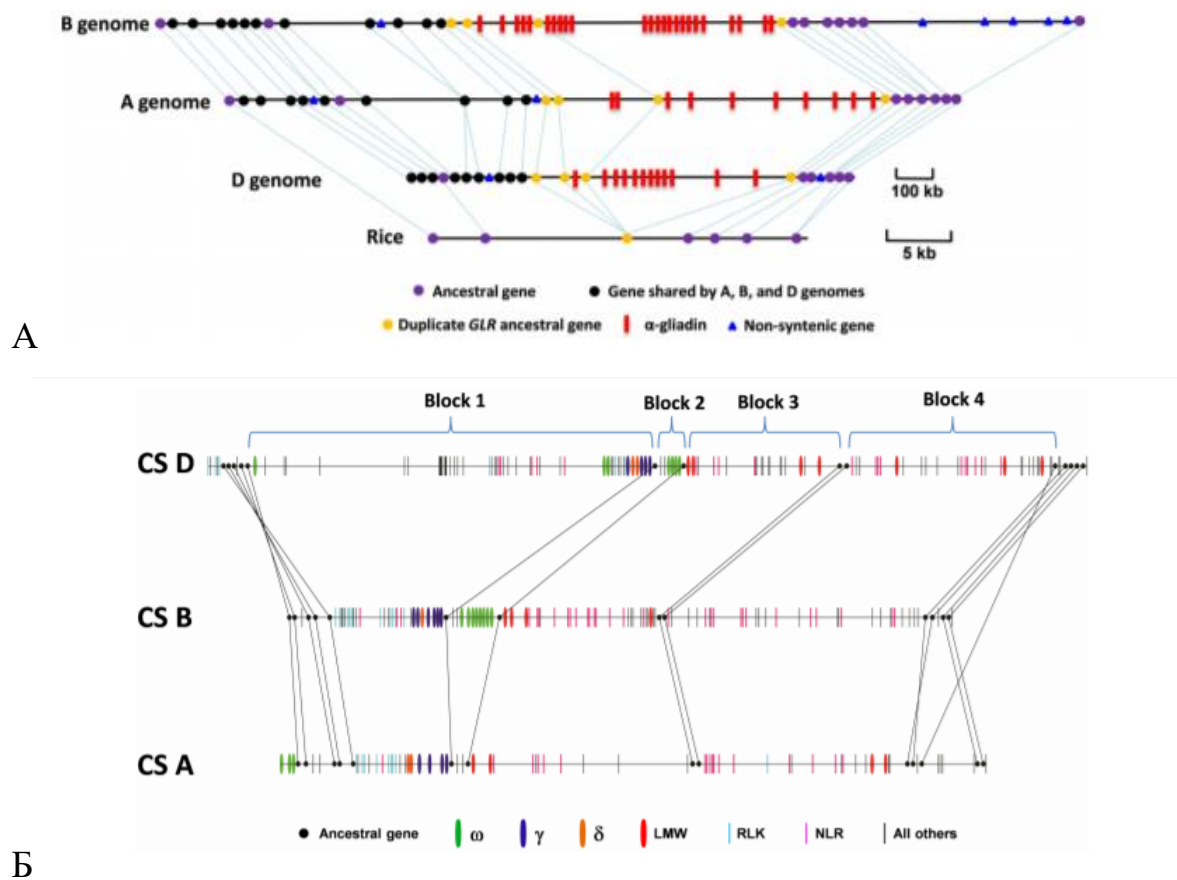 B genome
A genome
D genome
100 kb
Rice
5 kb
Ancestral gene Gene shared by A, B, and D genomes
Duplicate GLR ancestral gene α-gliadin Non-syntenic gene
А
Block 1 Block 2 Block 3 Block 4
CS D
CS B
CS A
Ancestral gene ω γ δ LMW RLK NLR All others
Б